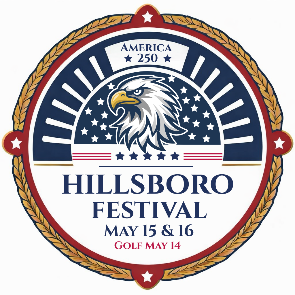 AMERICA
★ 250 ★
HILLSBORO
FESTIVAL
MAY 15 & 16
GOLF MAY 14